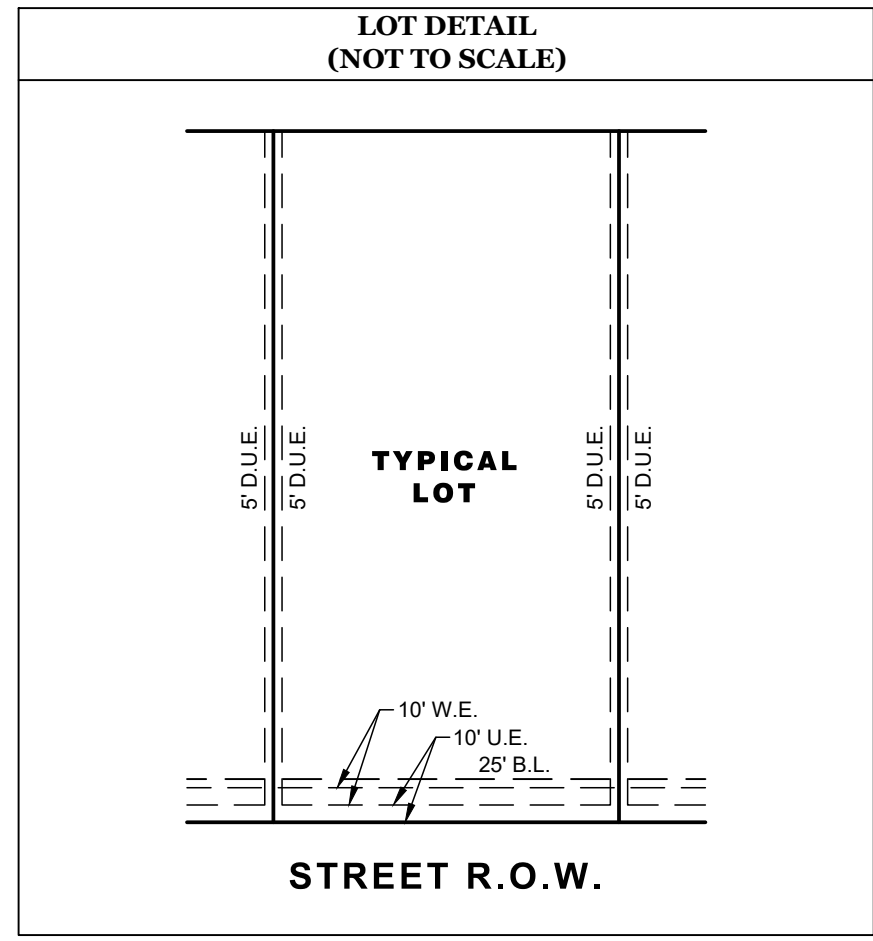 LOT DETAIL
(NOT TO SCALE)
5' D.U.E.
5' D.U.E.
TYPICAL
LOT
5' D.U.E.
5' D.U.E.
10' W.E.
10' U.E.
25' B.L.
STREET R.O.W.